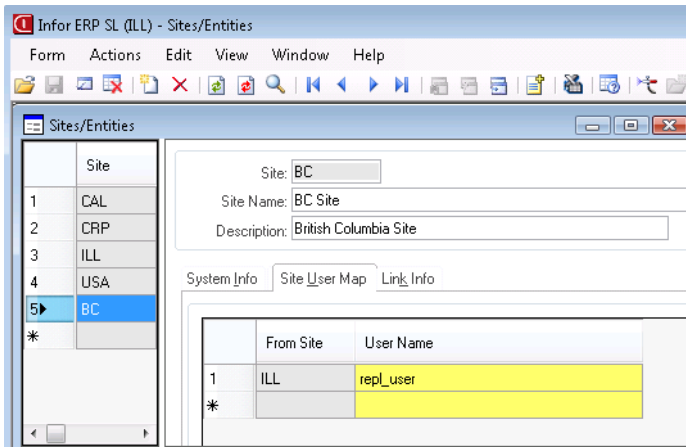 Infor ERP SL (ILL) - Sites/Entities
Form Actions Edit View Window Help
Sites/Entities
Site
1 CAL
2 CRP
3 ILL
4 USA
5 BC
*
Site: BC
Site Name: BC Site
Description: British Columbia Site
System Info Site User Map Link Info
From Site User Name
1 ILL repl_user
*